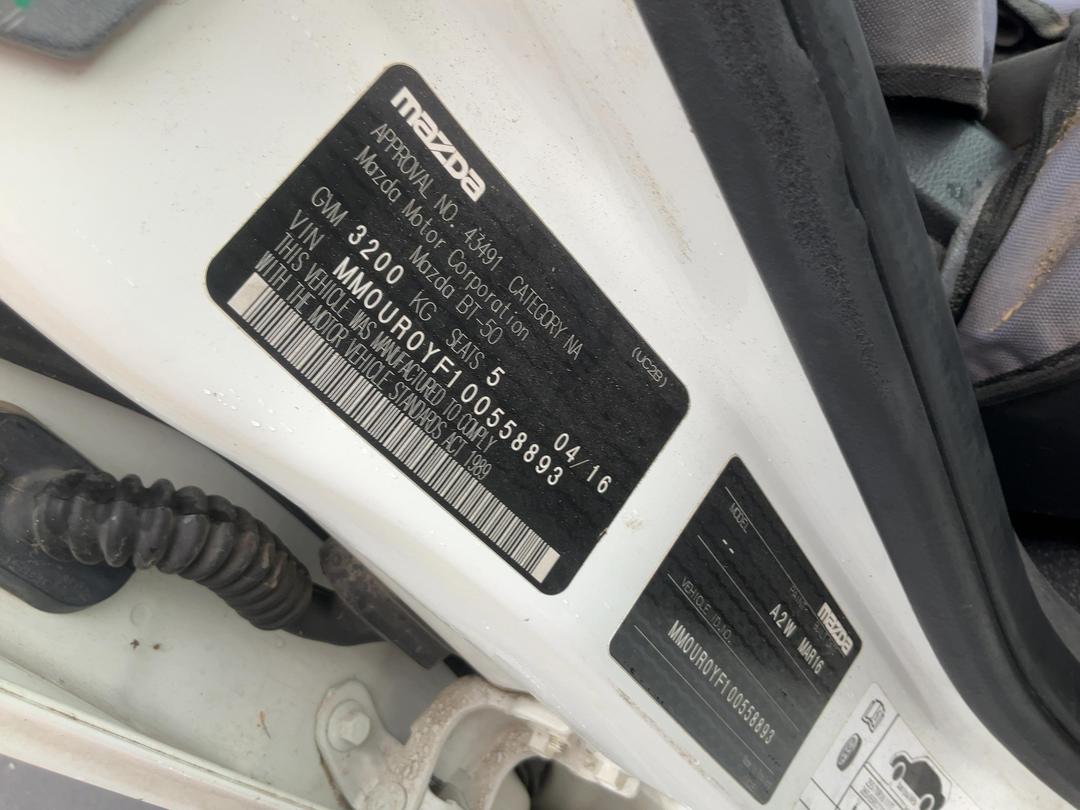 mazda
APPROVAL NO. 43491 CATEGORY NA (UC2B)
Mazda Motor Corporation
Mazda BT-50
GVM 3200 KG SEATS 5 04/16
VIN MM0UR0YF100558893
THIS VEHICLE WAS MANUFACTURED TO COMPLY
WITH THE MOTOR VEHICLE STANDARDS ACT 1989
mazda
MODEL
-- A2W MAR16
VEHICLE ID.NO.
MM0UR0YF100558893